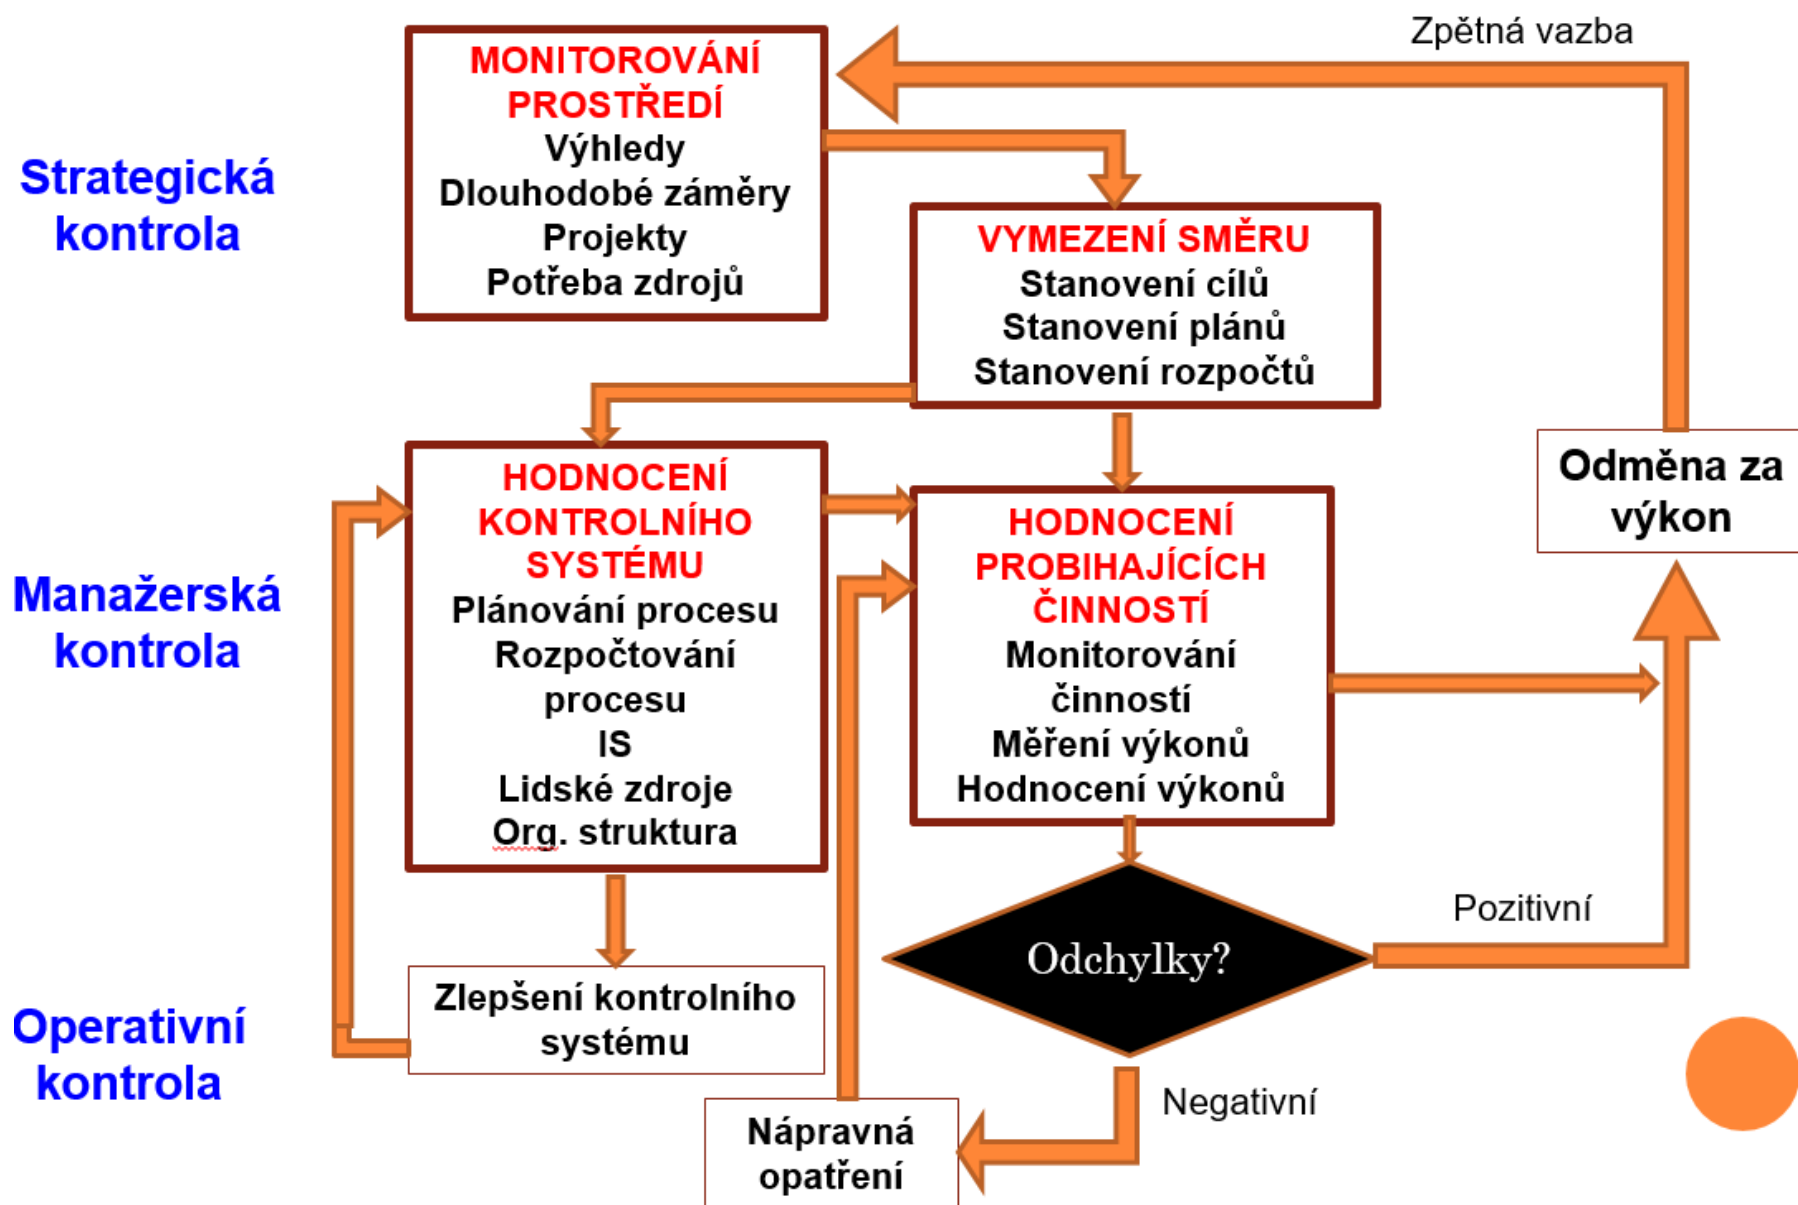 Zpětná vazba
MONITOROVÁNÍ
PROSTŘEDÍ
Výhledy
Dlouhodobé záměry
Projekty
Potřeba zdrojů
Strategická
kontrola
VYMEZENÍ SMĚRU
Stanovení cílů
Stanovení plánů
Stanovení rozpočtů
HODNOCENÍ
KONTROLNÍHO
SYSTÉMU
Plánování procesu
Rozpočtování
procesu
IS
Lidské zdroje
Org. struktura
HODNOCENÍ
PROBIHAJÍCÍCH
ČINNOSTÍ
Monitorování
činností
Měření výkonů
Hodnocení výkonů
Odměna za
výkon
Manažerská
kontrola
Pozitivní
Odchylky?
Zlepšení kontrolního
systému
Operativní
kontrola
Negativní
Nápravná
opatření